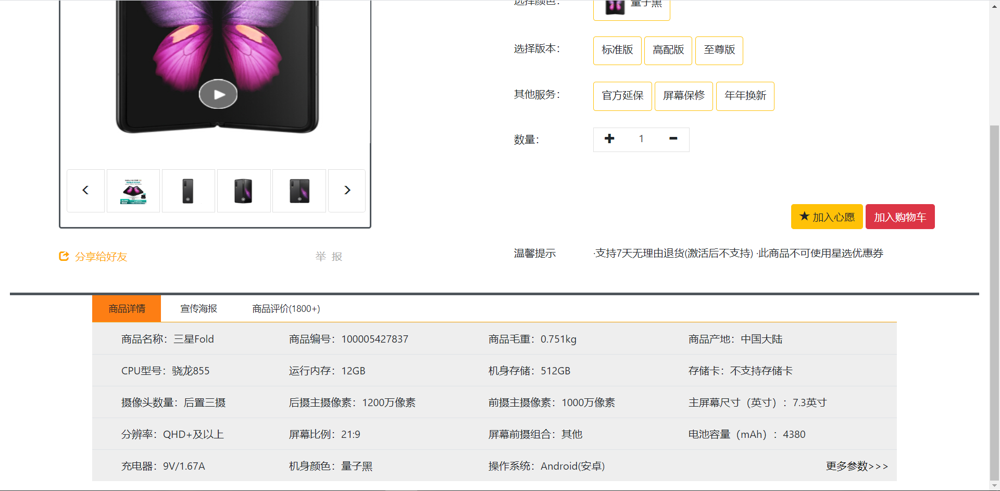 选择颜色：
量子黑
选择版本：
标准版 高配版 至尊版
其他服务：
官方延保 屏幕保修 年年换新
数量：
1
加入心愿 加入购物车
分享给好友
举 报
温馨提示
·支持7天无理由退货(激活后不支持) ·此商品不可使用星选优惠券
商品详情 宣传海报 商品评价(1800+)
商品名称：三星Fold 商品编号：100005427837 商品毛重：0.751kg 商品产地：中国大陆
CPU型号：骁龙855 运行内存：12GB 机身存储：512GB 存储卡：不支持存储卡
摄像头数量：后置三摄 后摄主摄像素：1200万像素 前摄主摄像素：1000万像素 主屏幕尺寸（英寸）：7.3英寸
分辨率：QHD+及以上 屏幕比例：21:9 屏幕前摄组合：其他 电池容量（mAh）：4380
充电器：9V/1.67A 机身颜色：量子黑 操作系统：Android(安卓) 更多参数>>>